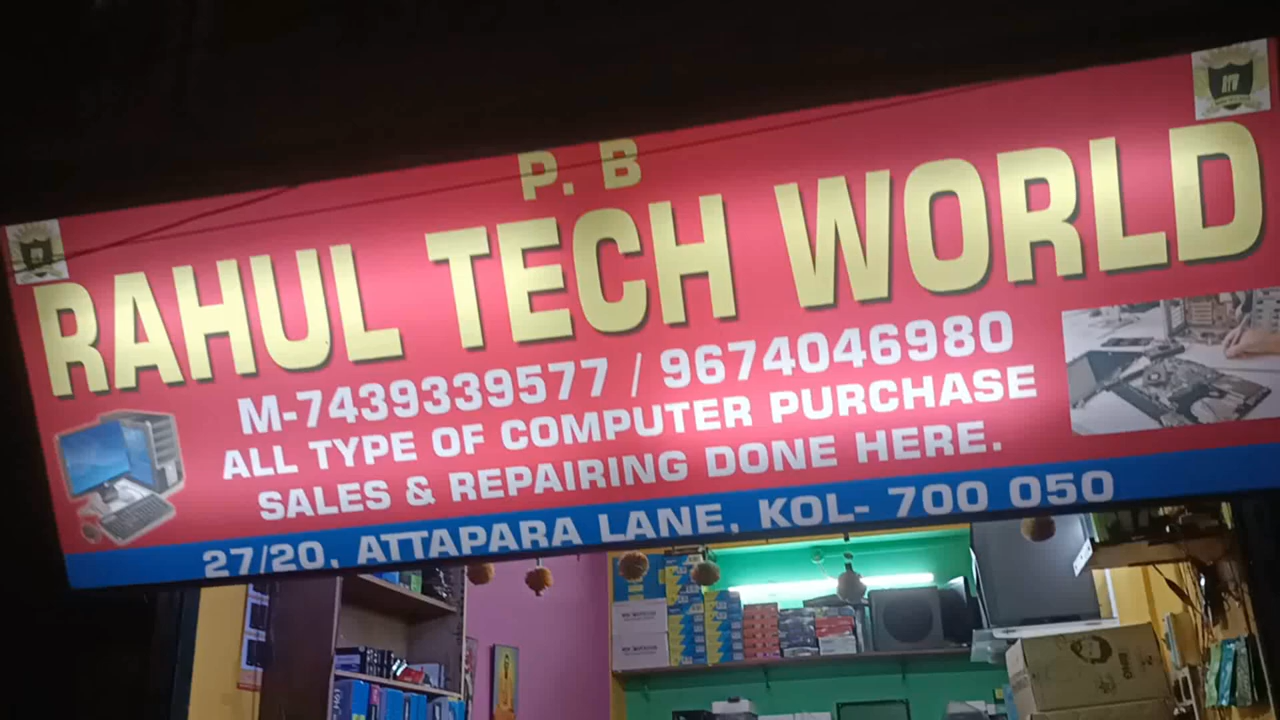 RTW
P. B
RAHUL TECH WORLD
M-7439339577 / 9674046980
ALL TYPE OF COMPUTER PURCHASE
SALES & REPAIRING DONE HERE.
27/20, ATTAPARA LANE, KOL- 700 050